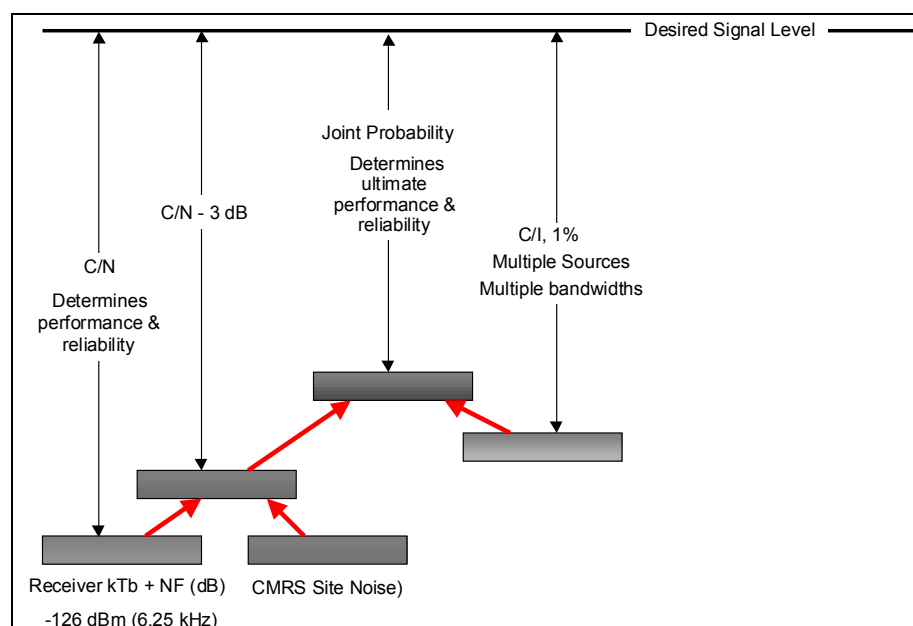 Desired Signal Level
Joint Probability
Determines
ultimate
performance &
reliability
C/N - 3 dB
C/I, 1%
Multiple Sources
Multiple bandwidths
C/N
Determines
performance &
reliability
Receiver kTb + NF (dB)
-126 dBm (6.25 kHz)
CMRS Site Noise)